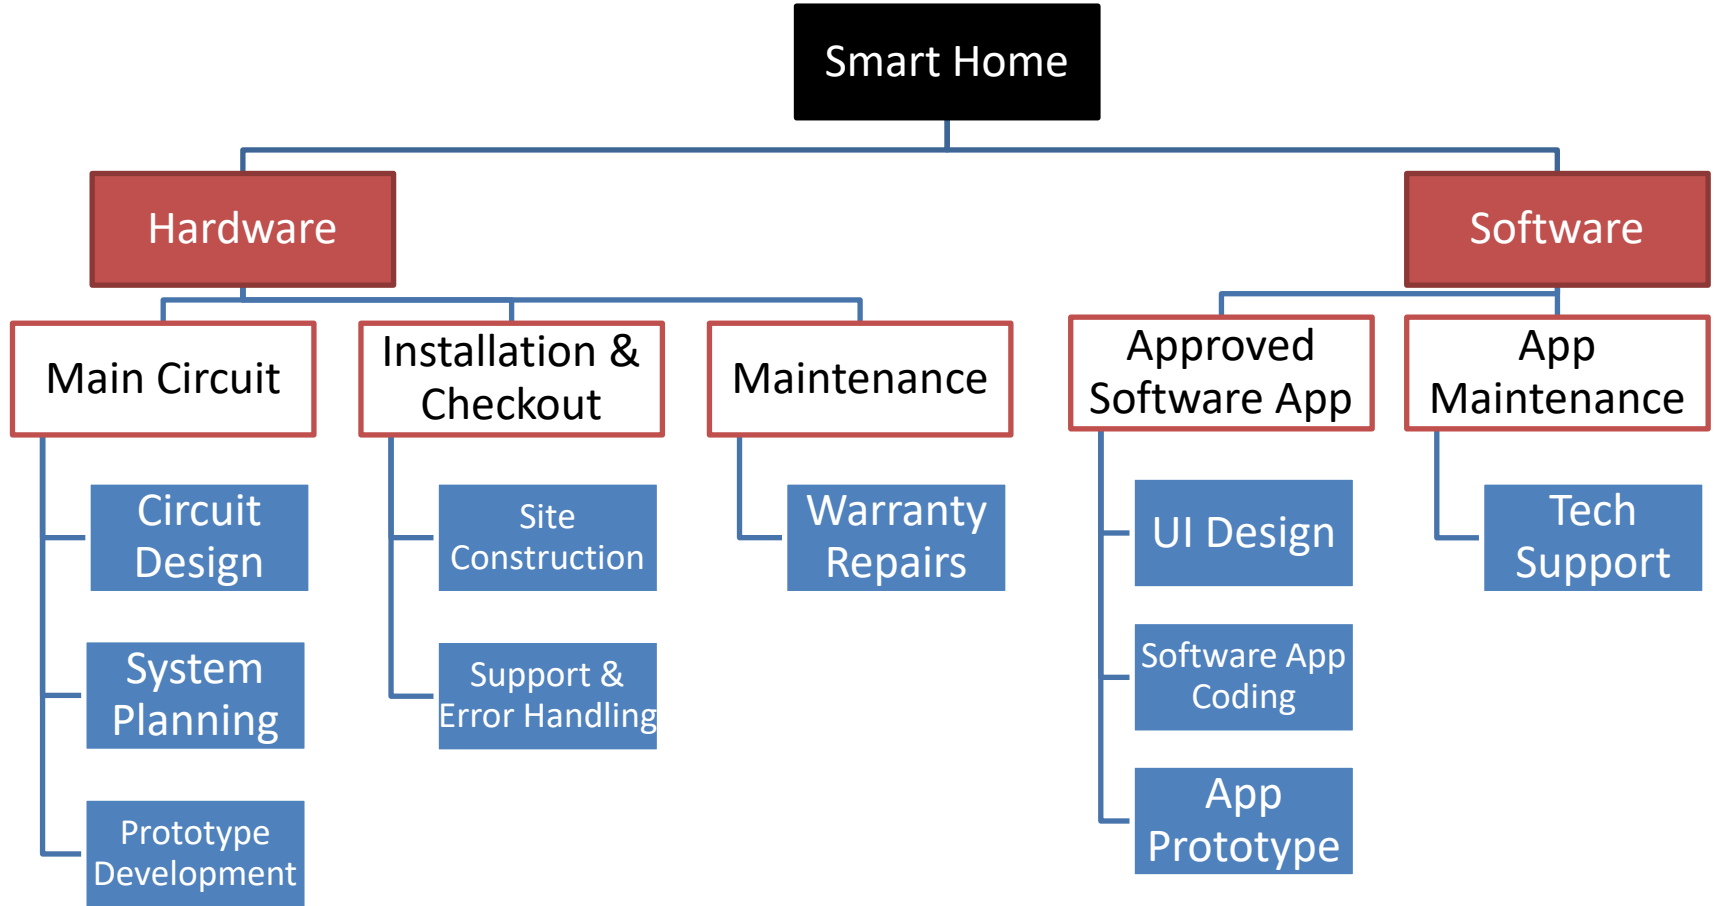 Smart Home
Hardware
Software
Main Circuit
Installation &
Checkout
Maintenance
Approved
Software App
App
Maintenance
Circuit
Design
System
Planning
Prototype
Development
Site
Construction
Support &
Error Handling
Warranty
Repairs
UI Design
Software App
Coding
App
Prototype
Tech
Support